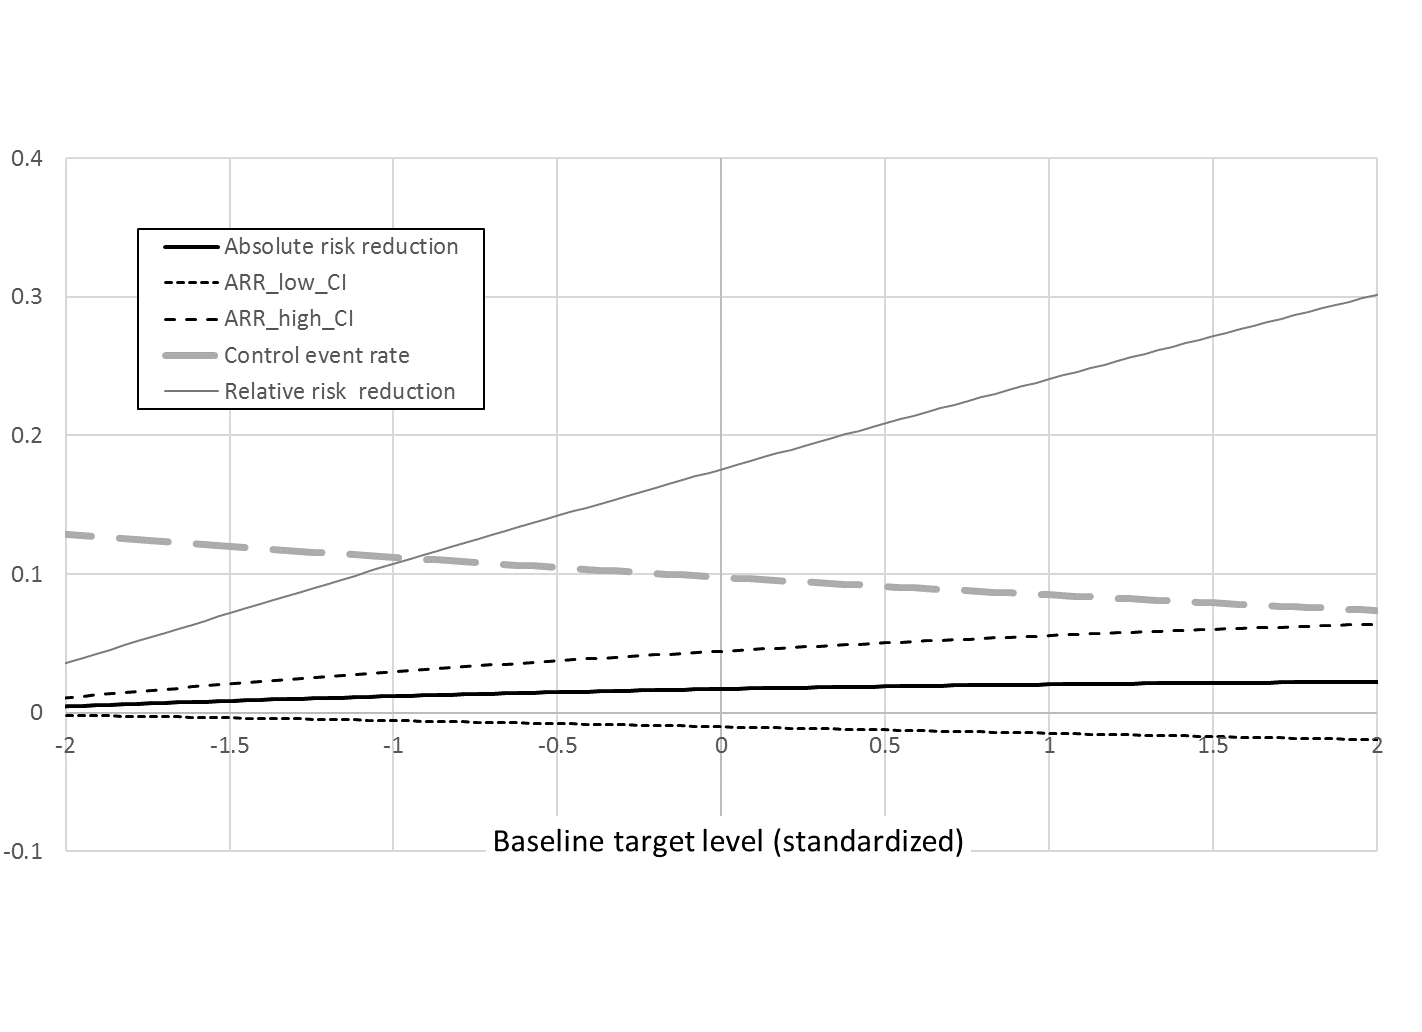 0.4
Absolute risk reduction
ARR_low_CI
0.3
ARR_high_CI
Control event rate
Relative risk  reduction
0.2
0.1
0
-2 -1.5 -1 -0.5 0 0.5 1 1.5 2
Baseline target level (standardized)
-0.1